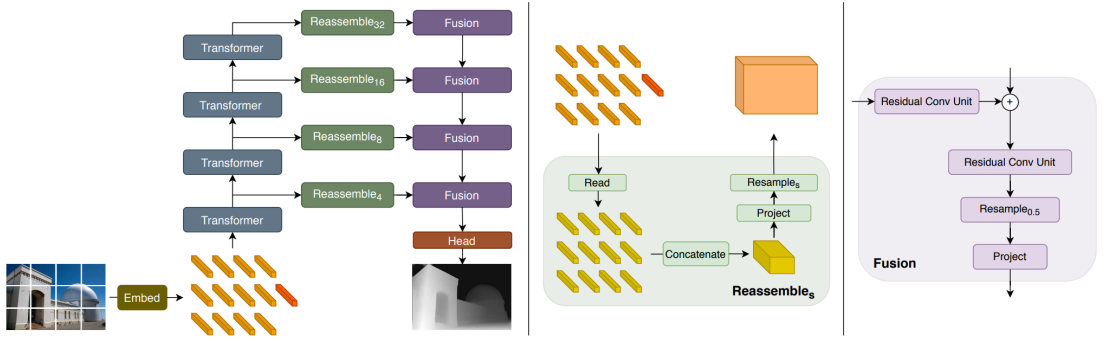 Reassemble₃₂
Fusion
Transformer
Reassemble₁₆
Fusion
Transformer
Reassemble₈
Fusion
Transformer
Reassemble₄
Fusion
Transformer
Head
Embed
Read
Resampleₛ
Project
Concatenate
Reassembleₛ
Residual Conv Unit
+
Residual Conv Unit
Resample₀.₅
Project
Fusion